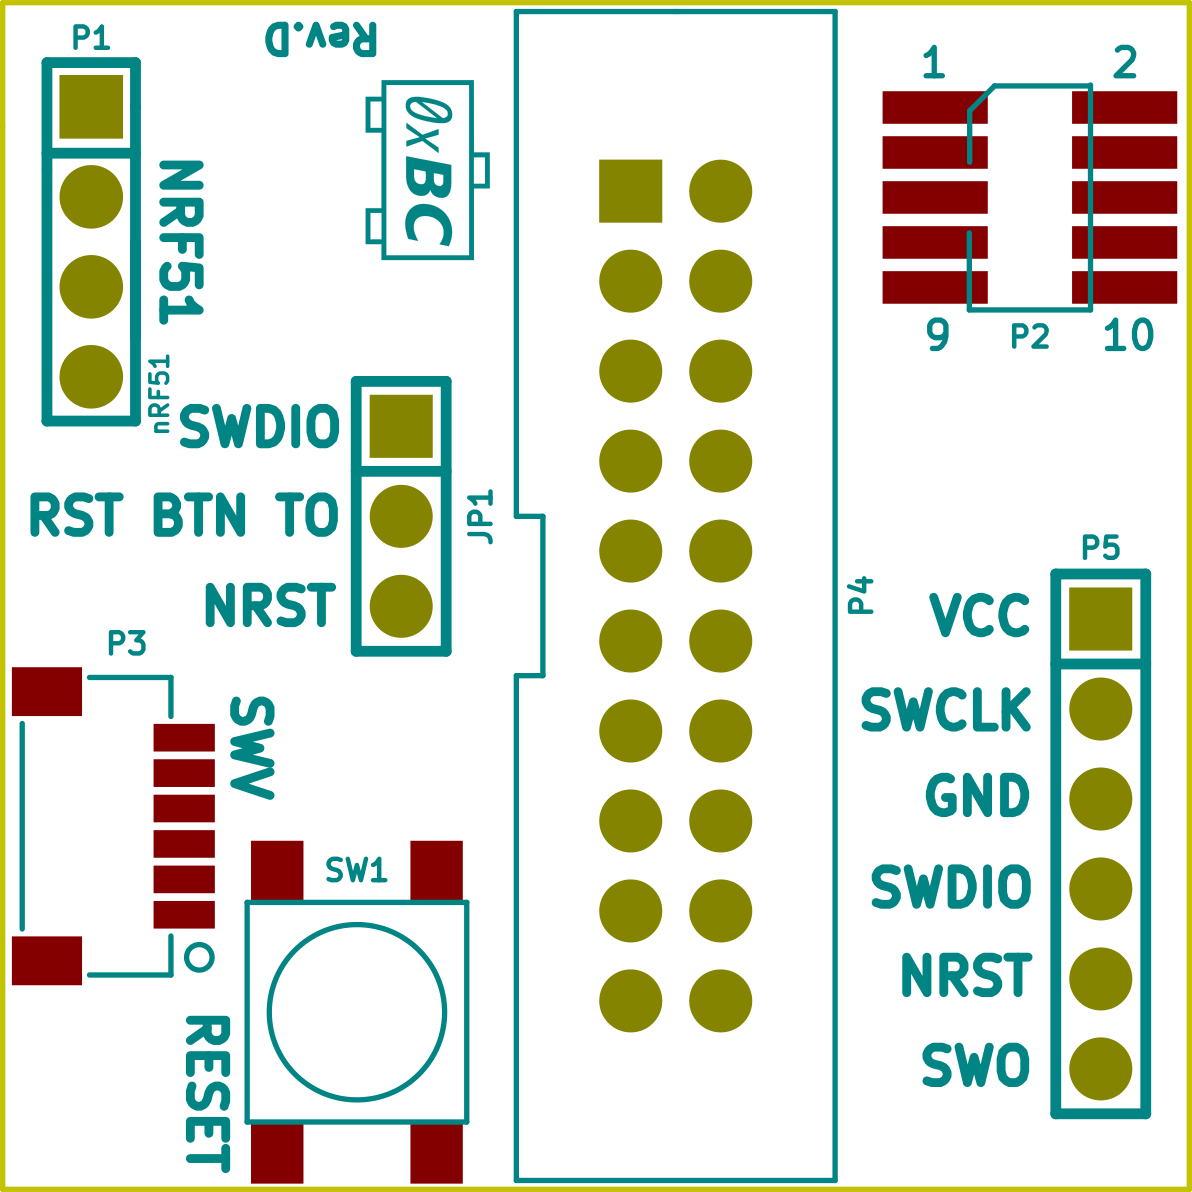 P1
Rev.D
0xBC
1
2
NRF51
nRF51
9
P2
10
SWDIO
RST BTN TO
NRST
JP1
P4
P5
VCC
SWCLK
GND
SWDIO
NRST
SWO
P3
SWV
SW1
RESET